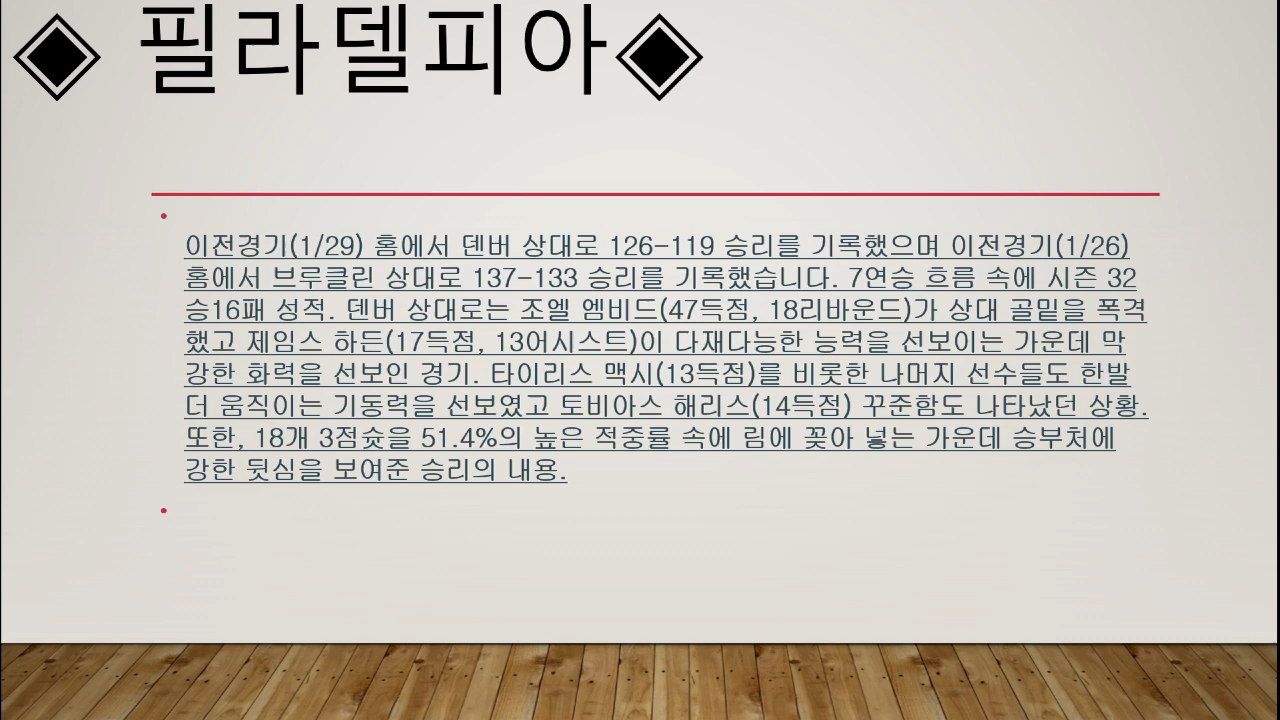 ◈ 필라델피아◈
이전경기(1/29) 홈에서 덴버 상대로 126-119 승리를 기록했으며 이전경기(1/26)
홈에서 브루클린 상대로 137-133 승리를 기록했습니다. 7연승 흐름 속에 시즌 32
승16패 성적. 덴버 상대로는 조엘 엠비드(47득점, 18리바운드)가 상대 골밑을 폭격
했고 제임스 하든(17득점, 13어시스트)이 다재다능한 능력을 선보이는 가운데 막
강한 화력을 선보인 경기. 타이리스 맥시(13득점)를 비롯한 나머지 선수들도 한발
더 움직이는 기동력을 선보였고 토비아스 해리스(14득점) 꾸준함도 나타났던 상황.
또한, 18개 3점슛을 51.4%의 높은 적중률 속에 림에 꽂아 넣는 가운데 승부처에
강한 뒷심을 보여준 승리의 내용.